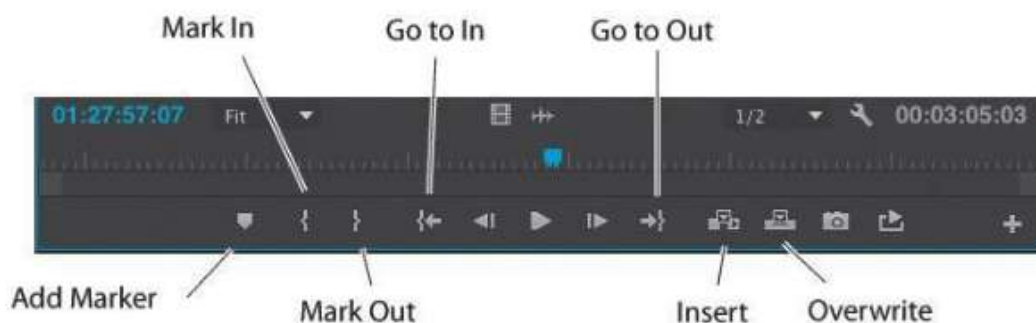 Mark In Go to In Go to Out
01:27:57:07 Fit 1/2 00:03:05:03
Add Marker Mark Out Insert Overwrite